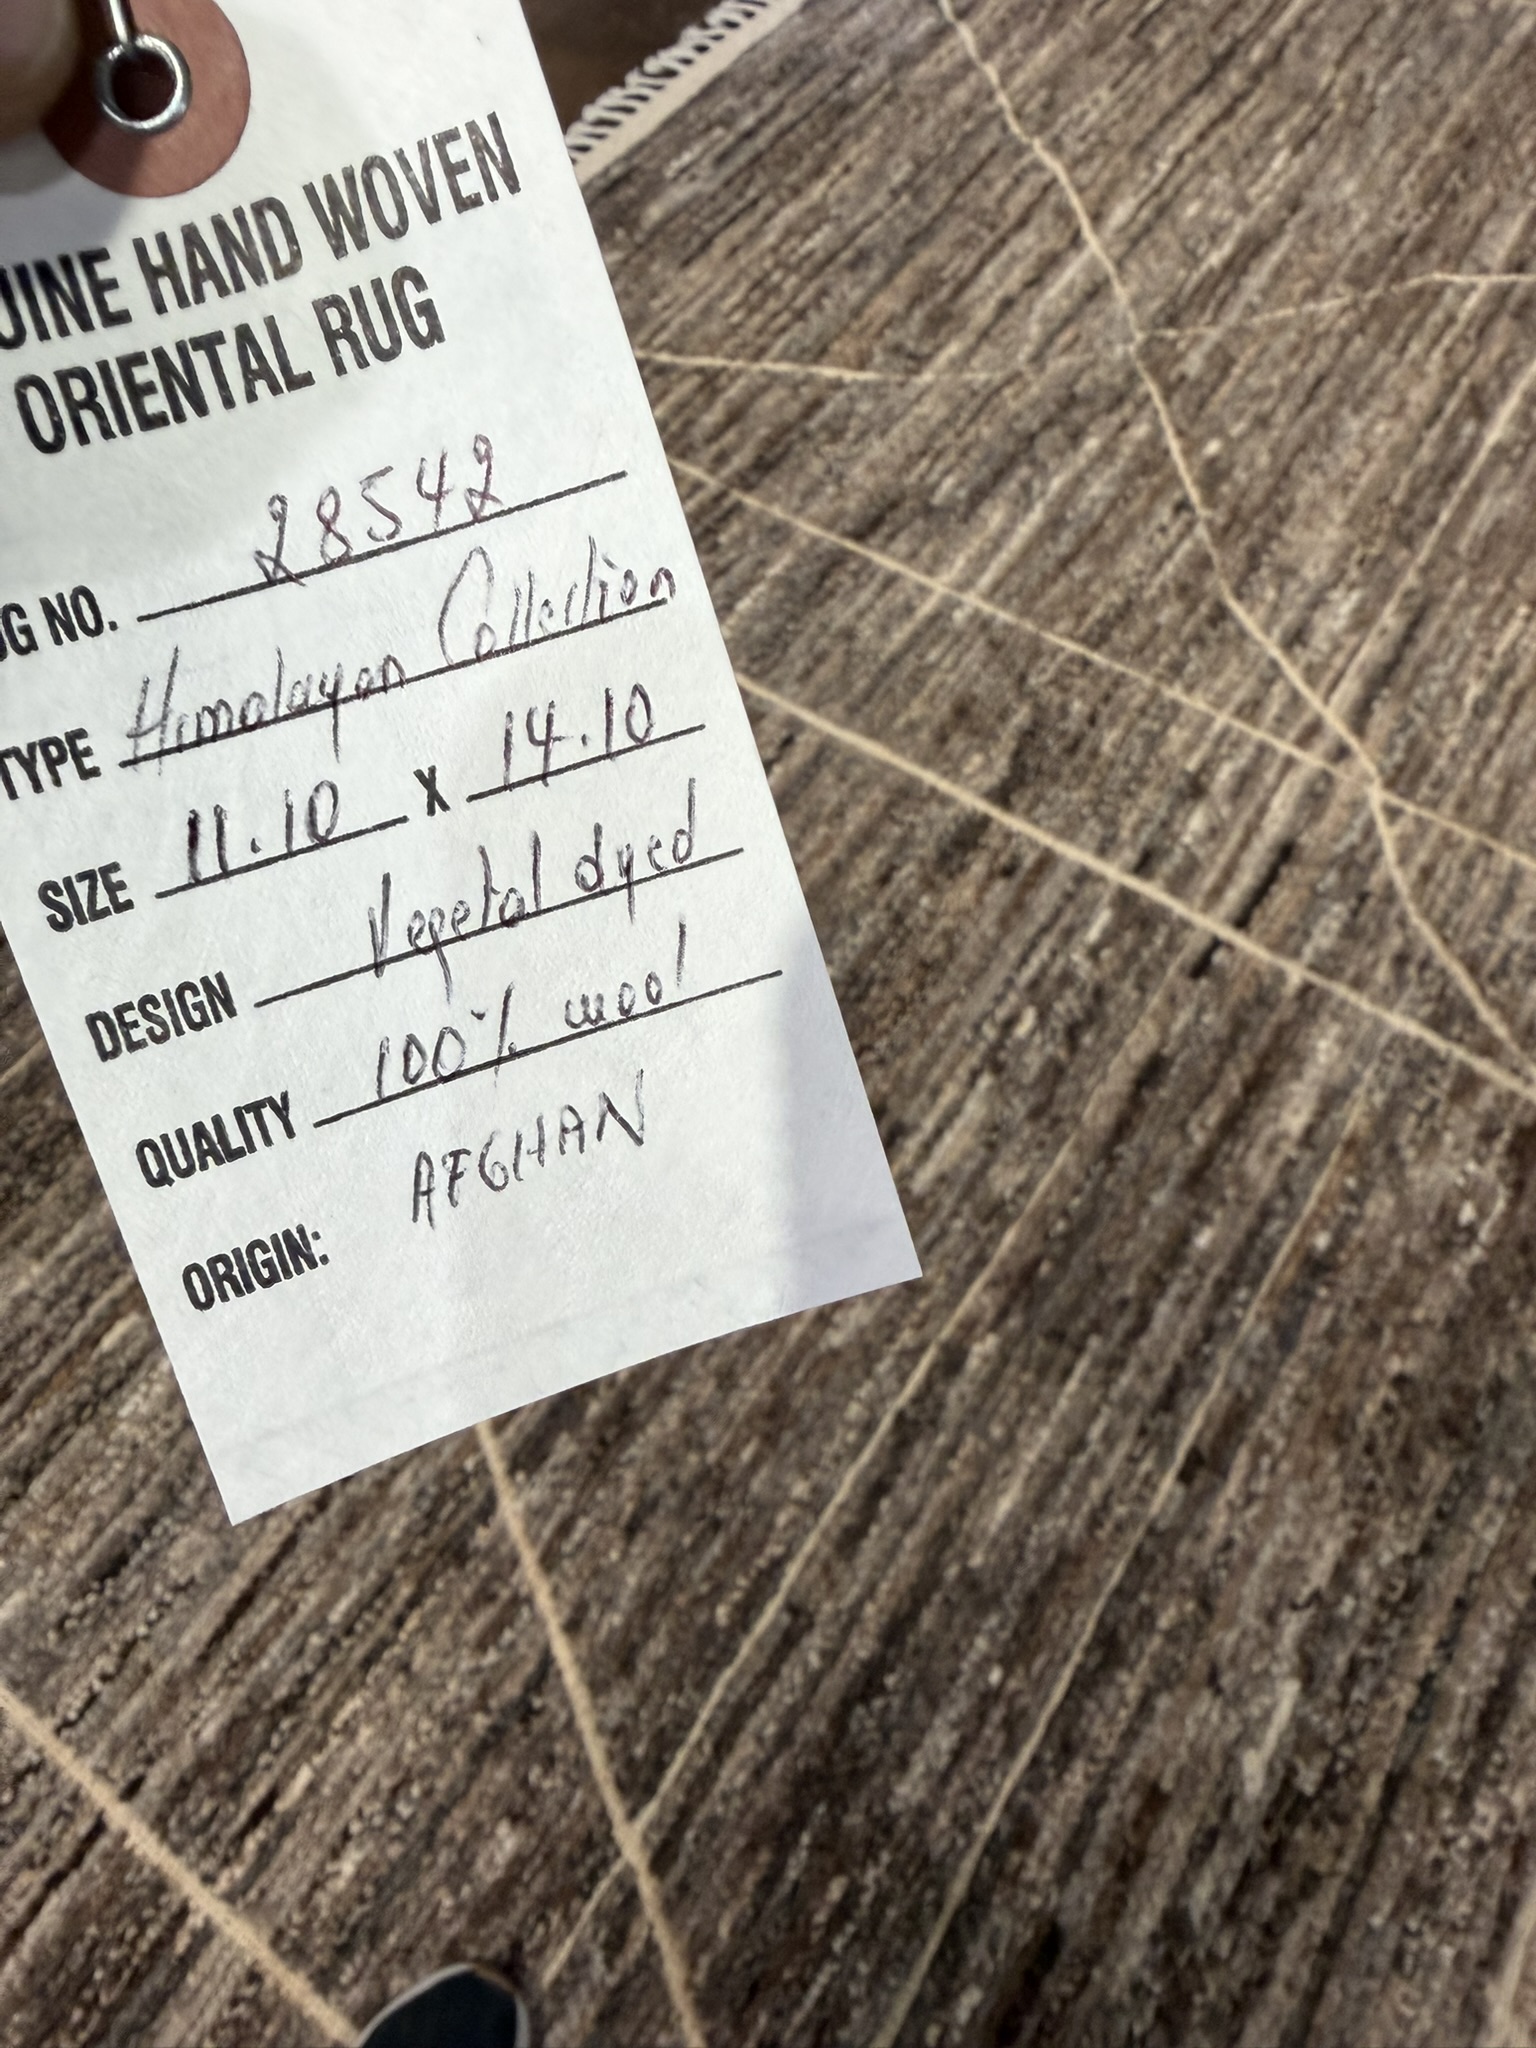 UINE HAND WOVEN
ORIENTAL RUG
G NO. 28542
TYPE Himalayan Collection
SIZE 11.10 X 14.10
DESIGN Vegetal dyed
QUALITY 100% wool
ORIGIN: AFGHAN